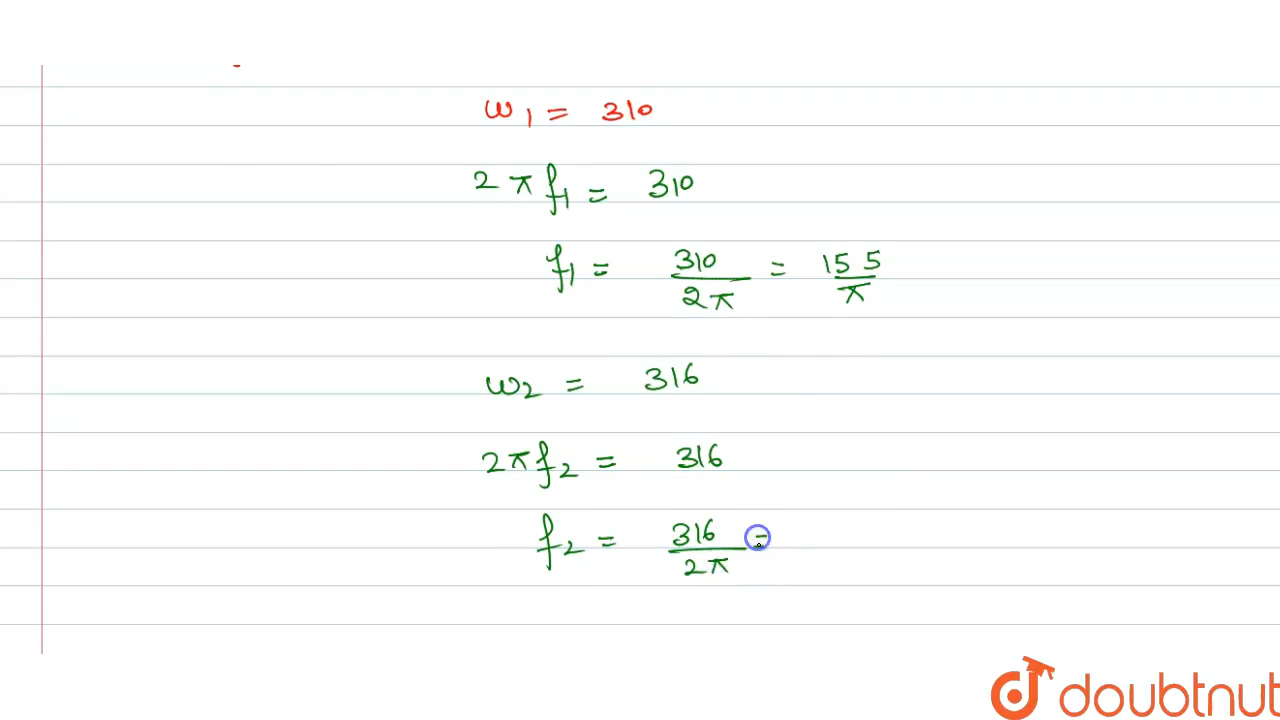 ω₁ = 310
2πf₁ = 310
f₁ = 310/2π = 155/π
ω₂ = 316
2πf₂ = 316
f₂ = 316/2π =
doubtnut